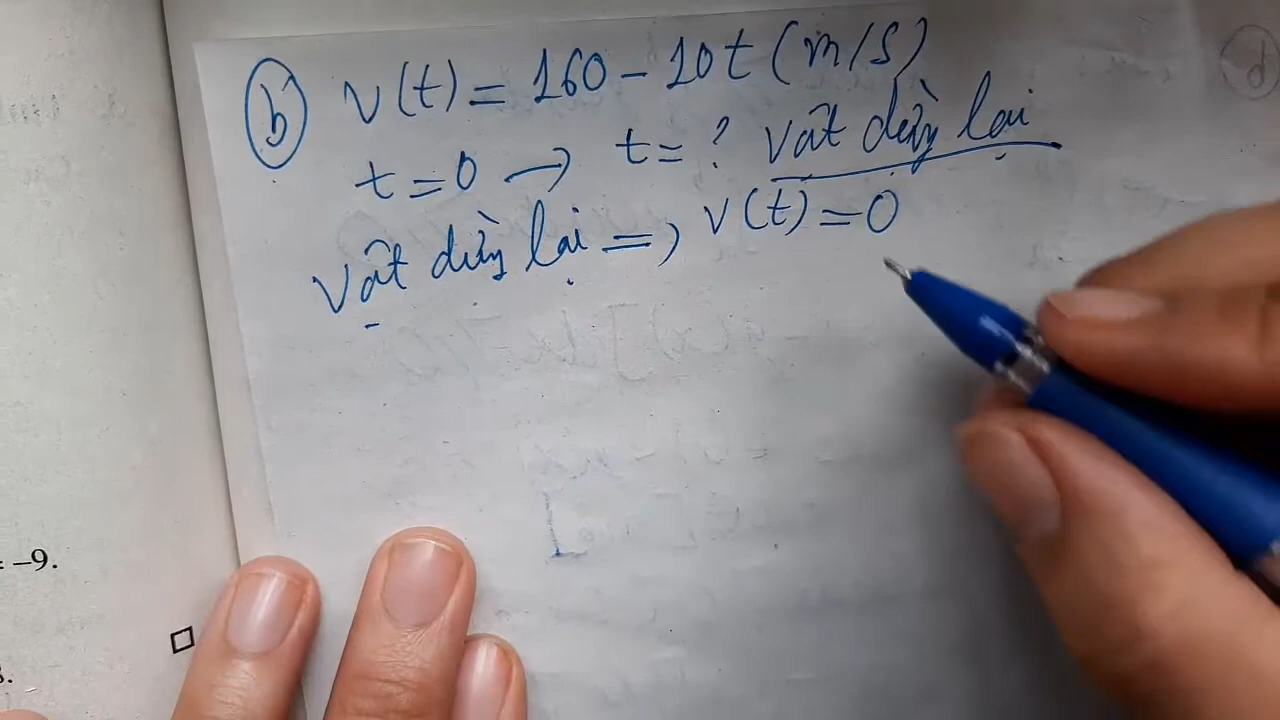 b v(t) = 160 - 10t (m/s)
t = 0 → t = ? vật dừng lại
Vật dừng lại => v(t) = 0
= -9.